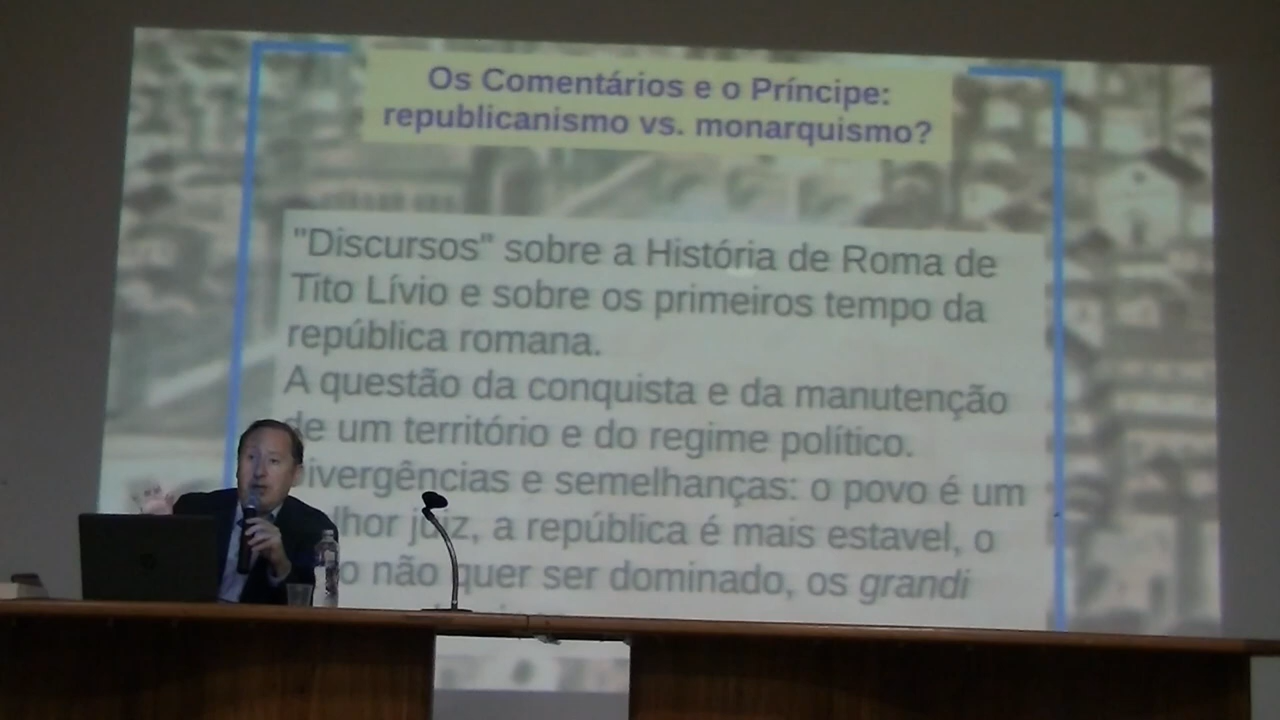 Os Comentários e o Príncipe:
republicanismo vs. monarquismo?
"Discursos" sobre a História de Roma de
Tito Lívio e sobre os primeiros tempo da
república romana.
A questão da conquista e da manutenção
de um território e do regime político.
ivergências e semelhanças: o povo é um
lhor juiz, a república é mais estavel, o
o não quer ser dominado, os grandi